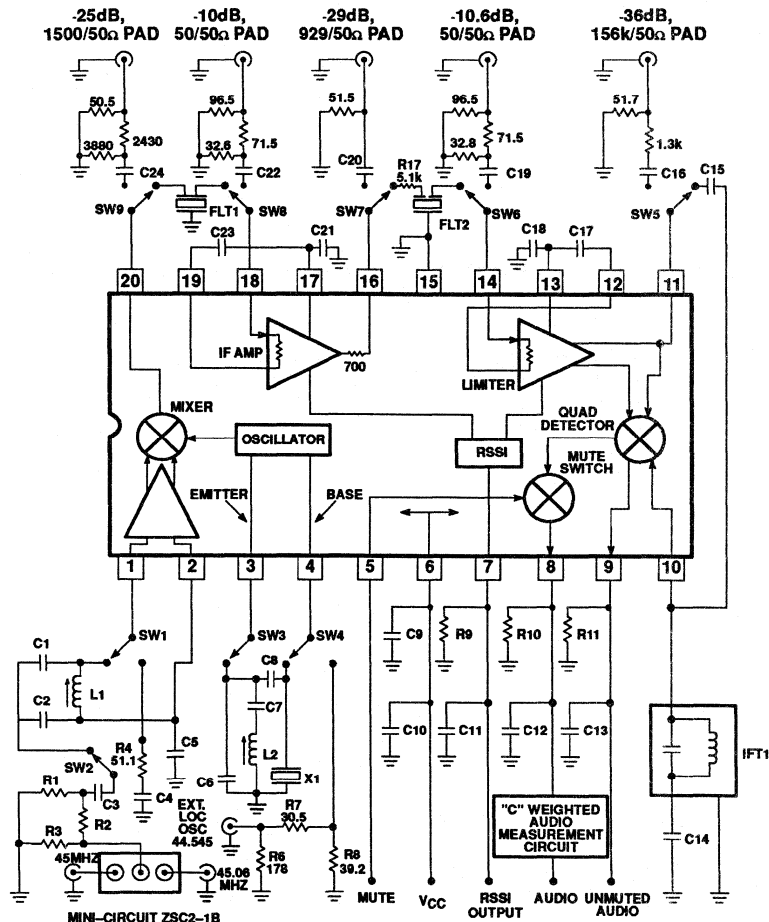 -25dB, -10dB, -29dB, -10.6dB, -36dB,
1500/50Ω PAD 50/50Ω PAD 929/50Ω PAD 50/50Ω PAD 156k/50Ω PAD
50.5 96.5 51.5 96.5 51.7
3880 2430 32.6 71.5 32.8 71.5 1.3k
C24 C22 C20 R17 C19 C16 C15
5.1k
SW9 FLT1 SW8 SW7 FLT2 SW6 SW5
C23 C21 C18 C17
20 19 18 17 16 15 14 13 12 11
IF AMP 700 LIMITER
MIXER
OSCILLATOR
RSSI
QUAD
DETECTOR
MUTE
SWITCH
EMITTER BASE
1 2 3 4 5 6 7 8 9 10
SW1 SW3 SW4 C9 R9 R10 R11
C1 C8
L1 C7
C2 C10 C11 C12 C13
R4
51.1
C5 L2 IFT1
SW2 C6 X1
R1 C3 C4
R2
R3
EXT.
LOC
OSC
44.545
R7
30.5
R6
178
R8
39.2
"C" WEIGHTED
AUDIO
MEASUREMENT
CIRCUIT
C14
45MHZ 45.06
MHZ
MUTE VCC RSSI
OUTPUT
AUDIO UNMUTED
AUDIO
MINI–CIRCUIT ZSC2–1B